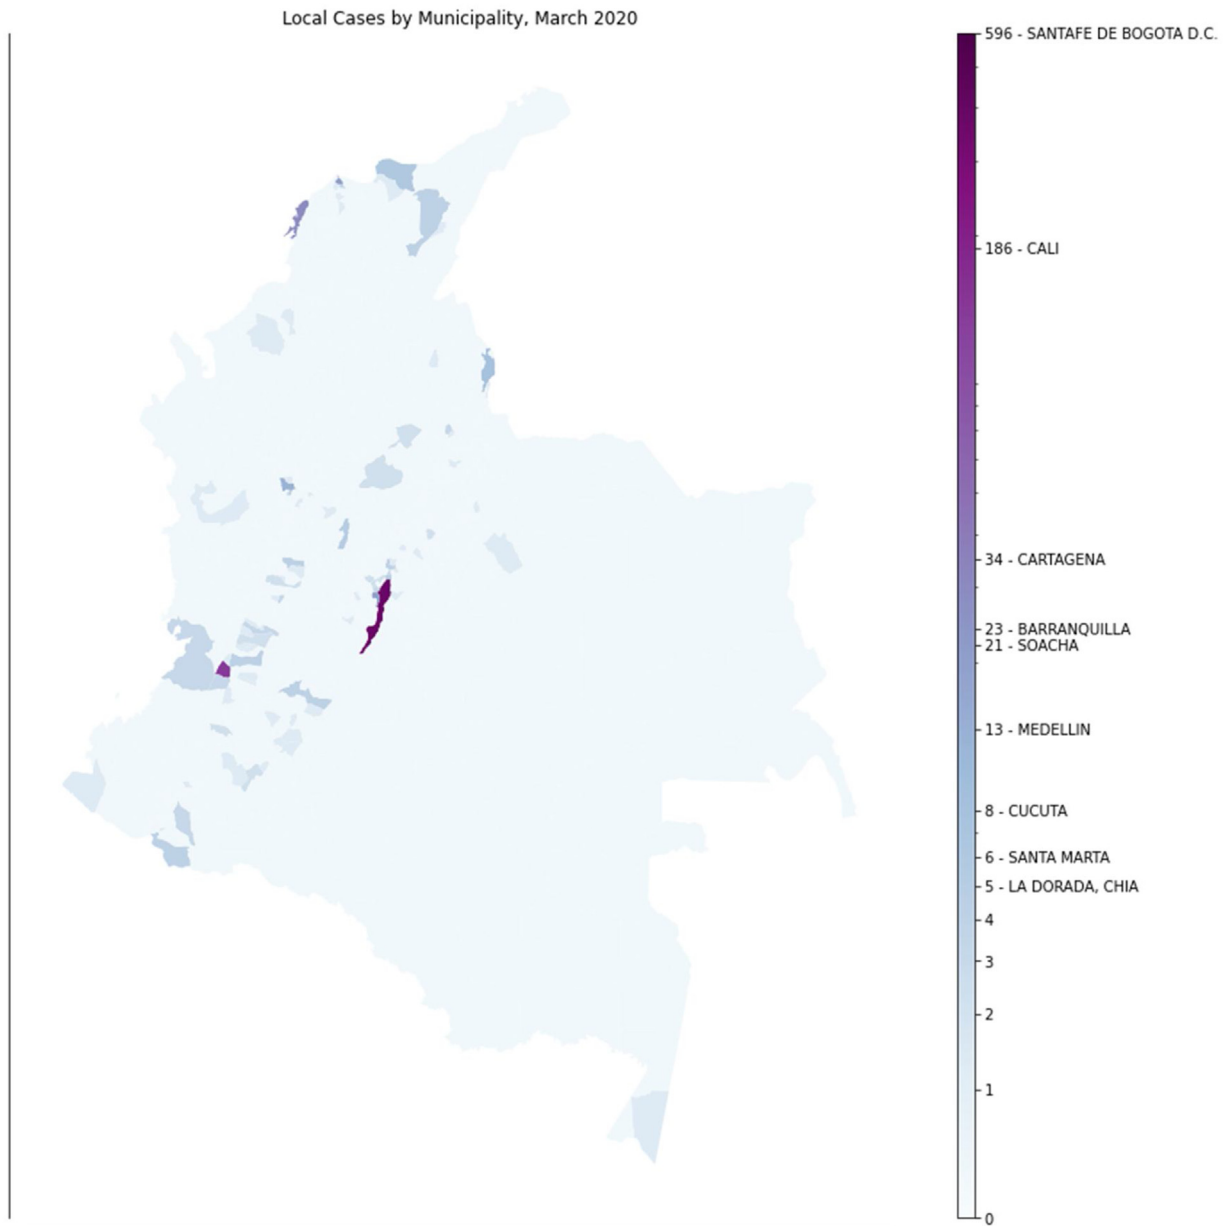 Local Cases by Municipality, March 2020
596 - SANTAFE DE BOGOTA D.C.
186 - CALI
34 - CARTAGENA
23 - BARRANQUILLA
21 - SOACHA
13 - MEDELLIN
8 - CUCUTA
6 - SANTA MARTA
5 - LA DORADA, CHIA
4
3
2
1
0